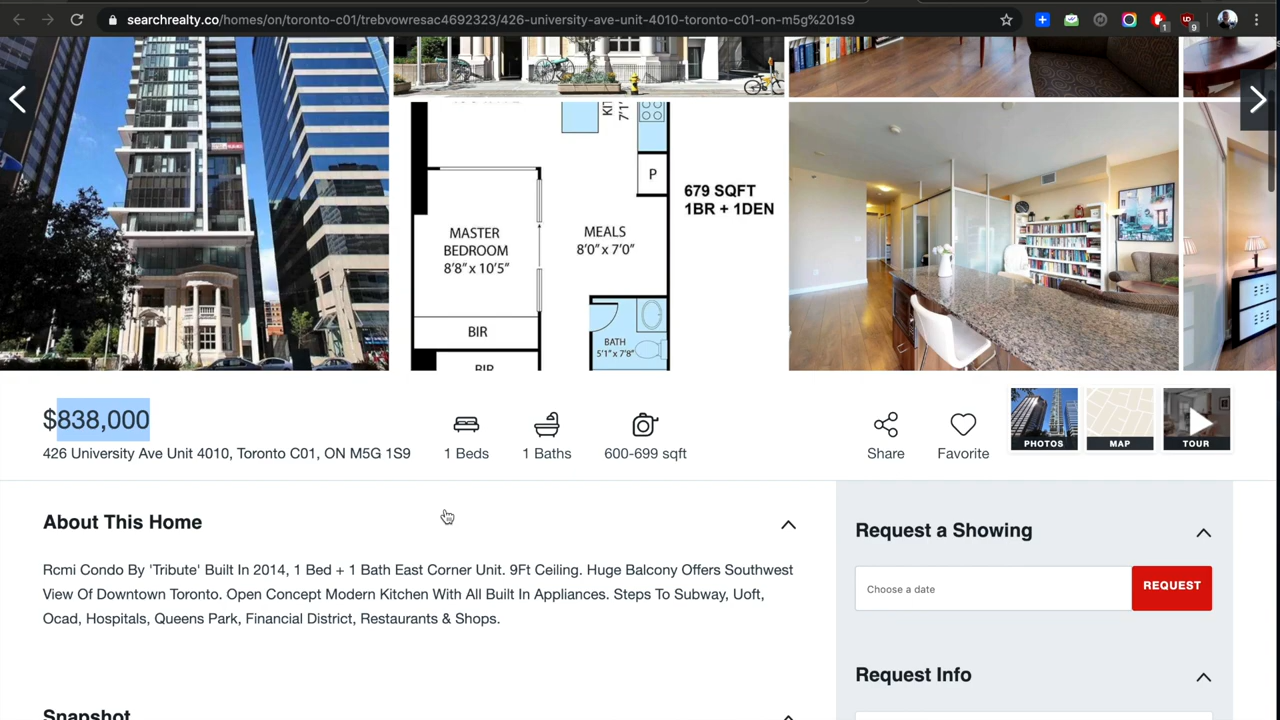 searchrealty.co/homes/on/toronto-c01/trebvowresac4692323/426-university-ave-unit-4010-toronto-c01-on-m5g%201s9
1
9
KIT
7'1"
P
679 SQFT
1BR + 1DEN
MASTER
BEDROOM
8'8" x 10'5"
MEALS
8'0" x 7'0"
BIR
BATH
5'1" x 7'8"
BIR
$838,000
426 University Ave Unit 4010, Toronto C01, ON M5G 1S9
1 Beds
1 Baths
600-699 sqft
Share
Favorite
PHOTOS
MAP
TOUR
About This Home
Rcmi Condo By 'Tribute' Built In 2014, 1 Bed + 1 Bath East Corner Unit. 9Ft Ceiling. Huge Balcony Offers Southwest
View Of Downtown Toronto. Open Concept Modern Kitchen With All Built In Appliances. Steps To Subway, Uoft,
Ocad, Hospitals, Queens Park, Financial District, Restaurants & Shops.
Snapshot
Request a Showing
Choose a date
REQUEST
Request Info